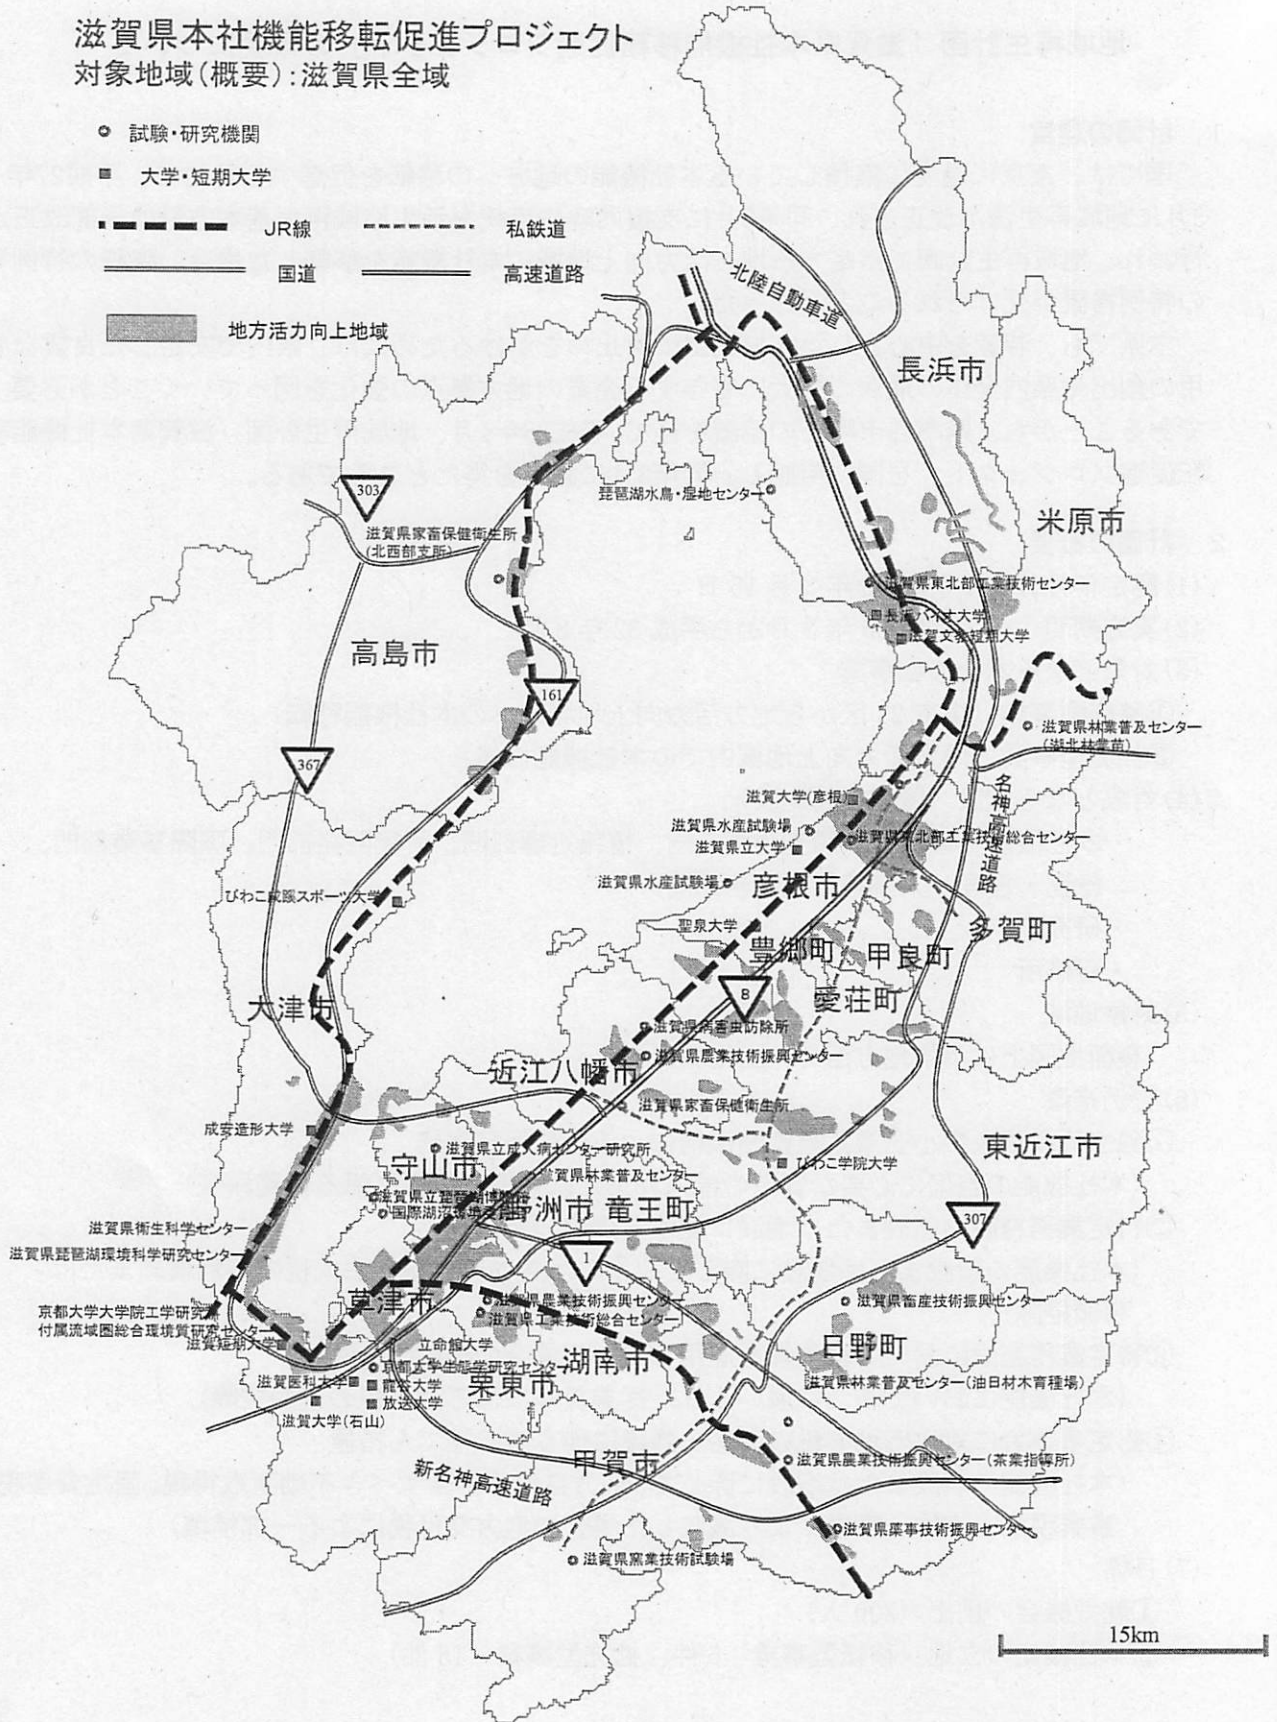 滋賀県本社機能移転促進プロジェクト
対象地域(概要):滋賀県全域
試験・研究機関
大学・短期大学
JR線
私鉄道
国道
高速道路
地方活力向上地域
北陸自動車道
長浜市
303
琵琶湖水鳥・湿地センター
米原市
滋賀県家畜保健衛生所
(北西部支所)
滋賀県東北部工業技術センター
長浜バイオ大学
滋賀文教短期大学
高島市
161
滋賀県林業普及センター
(湖北林業苗)
367
名神高速道路
滋賀大学(彦根)
滋賀県水産試験場
滋賀県東北部工業技術総合センター
滋賀県立大学
滋賀県水産試験場
彦根市
びわこ成蹊スポーツ大学
聖泉大学
多賀町
豊郷町
甲良町
8
愛荘町
大津市
滋賀県病害虫防除所
滋賀県農業技術振興センター
近江八幡市
滋賀県家畜保健衛生所
成安造形大学
東近江市
滋賀県立成人病センター研究所
守山市
びわこ学院大学
滋賀県林業普及センター
滋賀県立琵琶湖博物館
野洲市
竜王町
307
滋賀県衛生科学センター
滋賀県琵琶湖環境科学研究センター
1
草津市
滋賀県農業技術振興センター
滋賀県畜産技術振興センター
京都大学大学院工学研究科
付属流域圏総合環境質研究センター
滋賀県工業技術総合センター
滋賀短期大学
立命館大学
日野町
湖南市
京都大学生態学研究センター
滋賀医科大学
龍谷大学
栗東市
滋賀県林業普及センター(油日材木育種場)
放送大学
滋賀大学(石山)
甲賀市
滋賀県農業技術振興センター(茶業指導所)
新名神高速道路
滋賀県薬事技術振興センター
滋賀県窯業技術試験場
15km